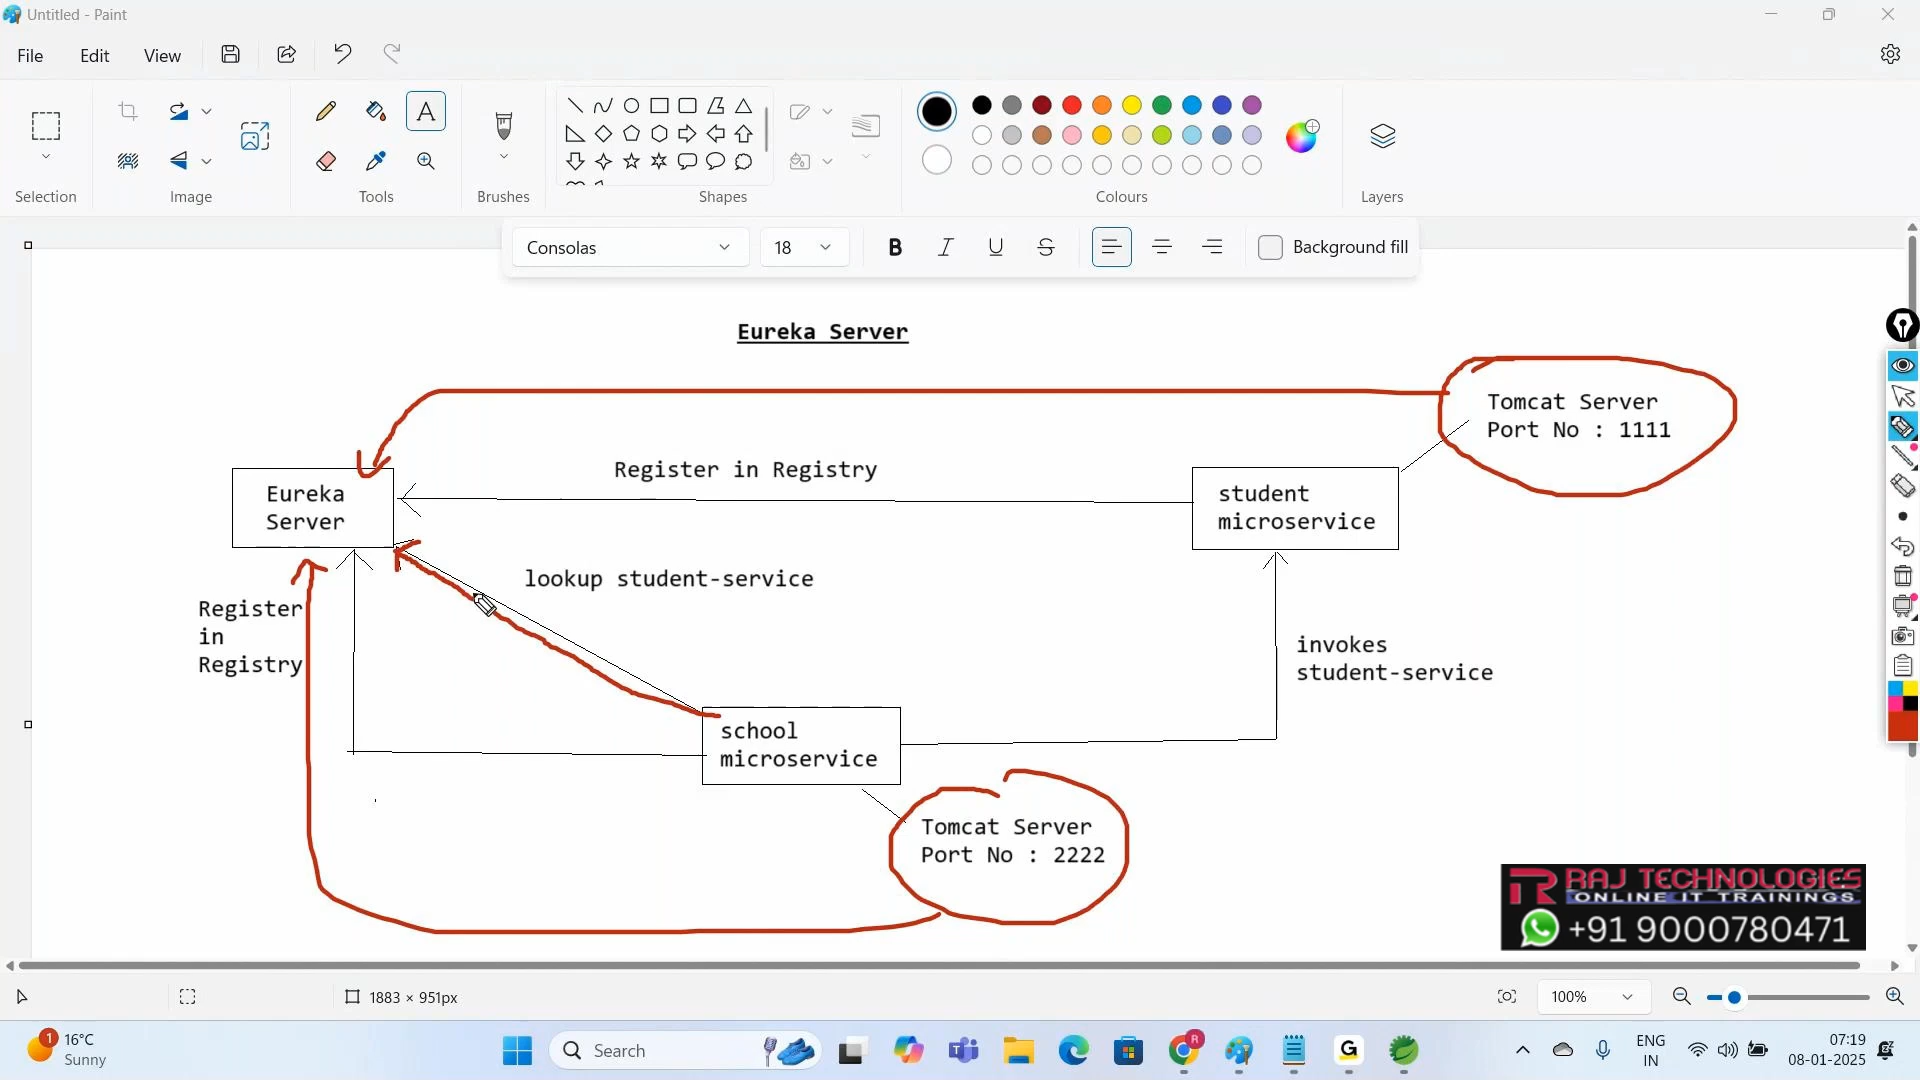 Untitled - Paint
File Edit View
Selection Image Tools Brushes Shapes Colours Layers
Consolas 18 B I U S Background fill
Eureka Server
Tomcat Server
Port No : 1111
Register in Registry
Eureka
Server
student
microservice
lookup student-service
Register
in
Registry
invokes
student-service
school
microservice
Tomcat Server
Port No : 2222
RAJ TECHNOLOGIES
ONLINE IT TRAININGS
+91 9000780471
1883 × 951px 100%
1 16°C
Sunny
Search
ENG
IN
07:19
08-01-2025